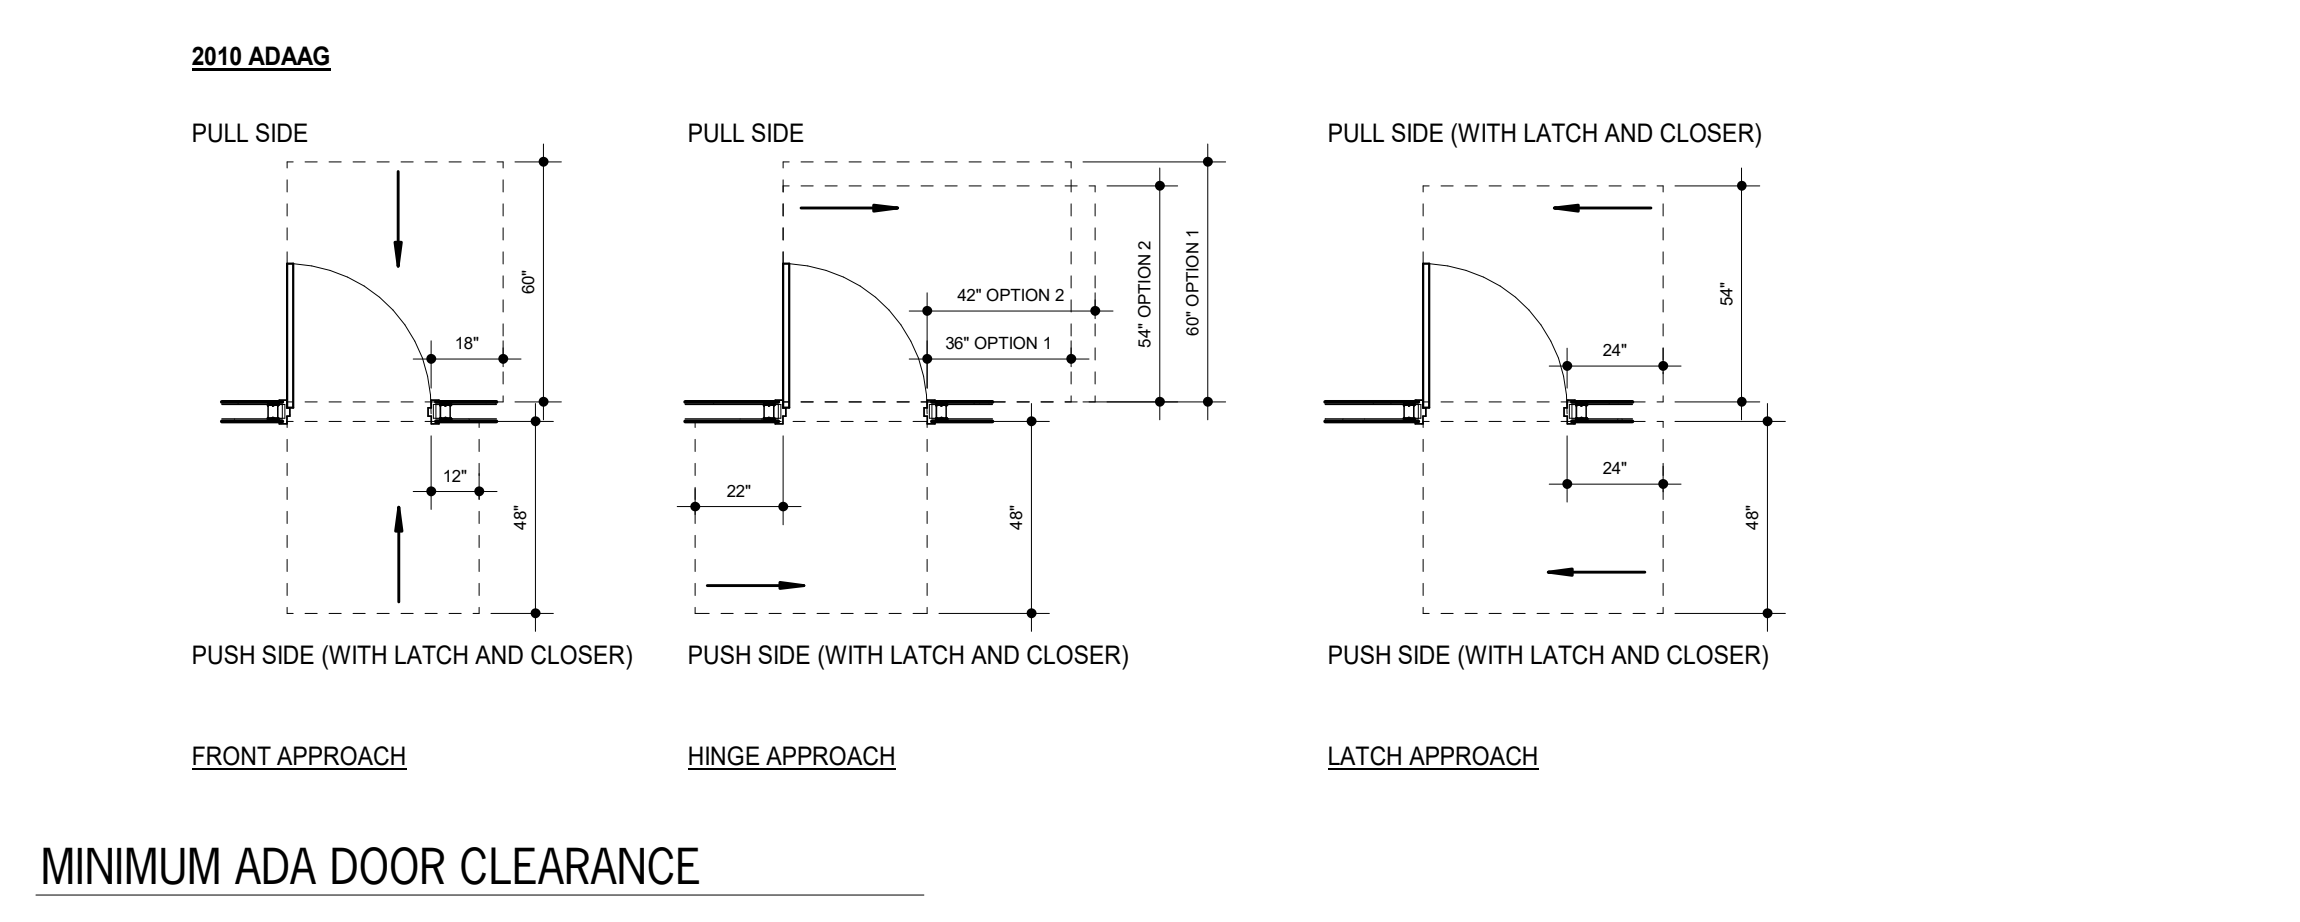 2010 ADAAG
PULL SIDE
60"
18"
12"
48"
PUSH SIDE (WITH LATCH AND CLOSER)
FRONT APPROACH
PULL SIDE
42" OPTION 2
36" OPTION 1
54" OPTION 2
60" OPTION 1
22"
48"
PUSH SIDE (WITH LATCH AND CLOSER)
HINGE APPROACH
PULL SIDE (WITH LATCH AND CLOSER)
54"
24"
24"
48"
PUSH SIDE (WITH LATCH AND CLOSER)
LATCH APPROACH
MINIMUM ADA DOOR CLEARANCE